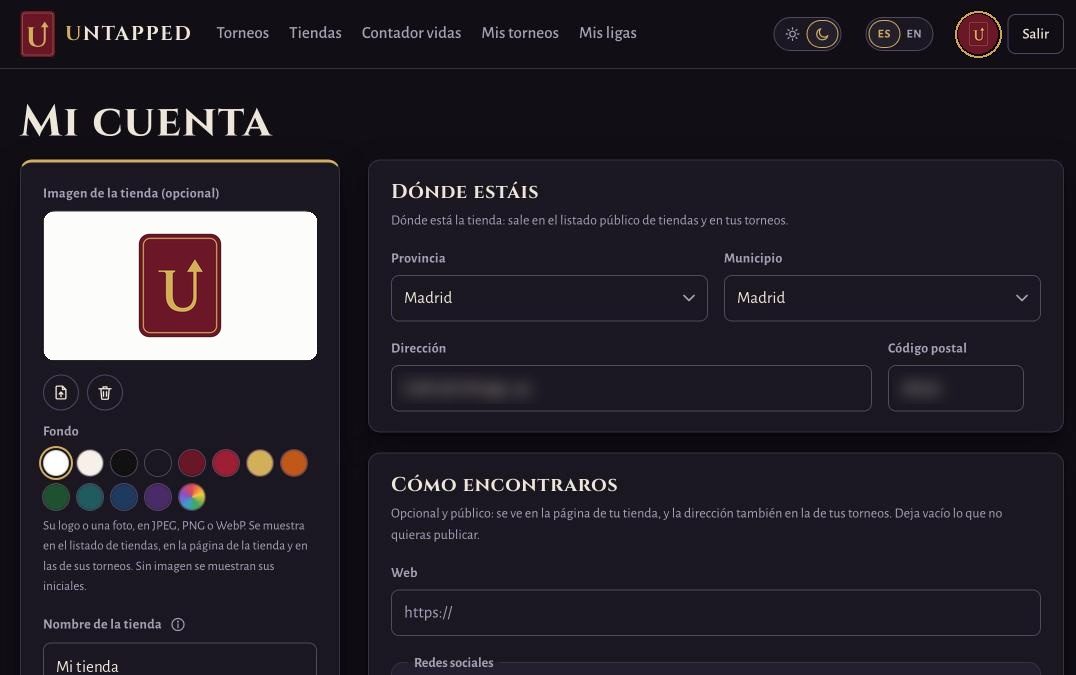 U UNTAPPED Torneos Tiendas Contador vidas Mis torneos Mis ligas ES EN U Salir
Mi cuenta
Imagen de la tienda (opcional)
U
Fondo
Su logo o una foto, en JPEG, PNG o WebP. Se muestra
en el listado de tiendas, en la página de la tienda y en
las de sus torneos. Sin imagen se muestran sus
iniciales.
Nombre de la tienda
Mi tienda
Dónde estáis
Dónde está la tienda: sale en el listado público de tiendas y en tus torneos.
Provincia Municipio
Madrid Madrid
Dirección Código postal
Cómo encontraros
Opcional y público: se ve en la página de tu tienda, y la dirección también en la de tus torneos. Deja vacío lo que no
quieras publicar.
Web
https://
Redes sociales